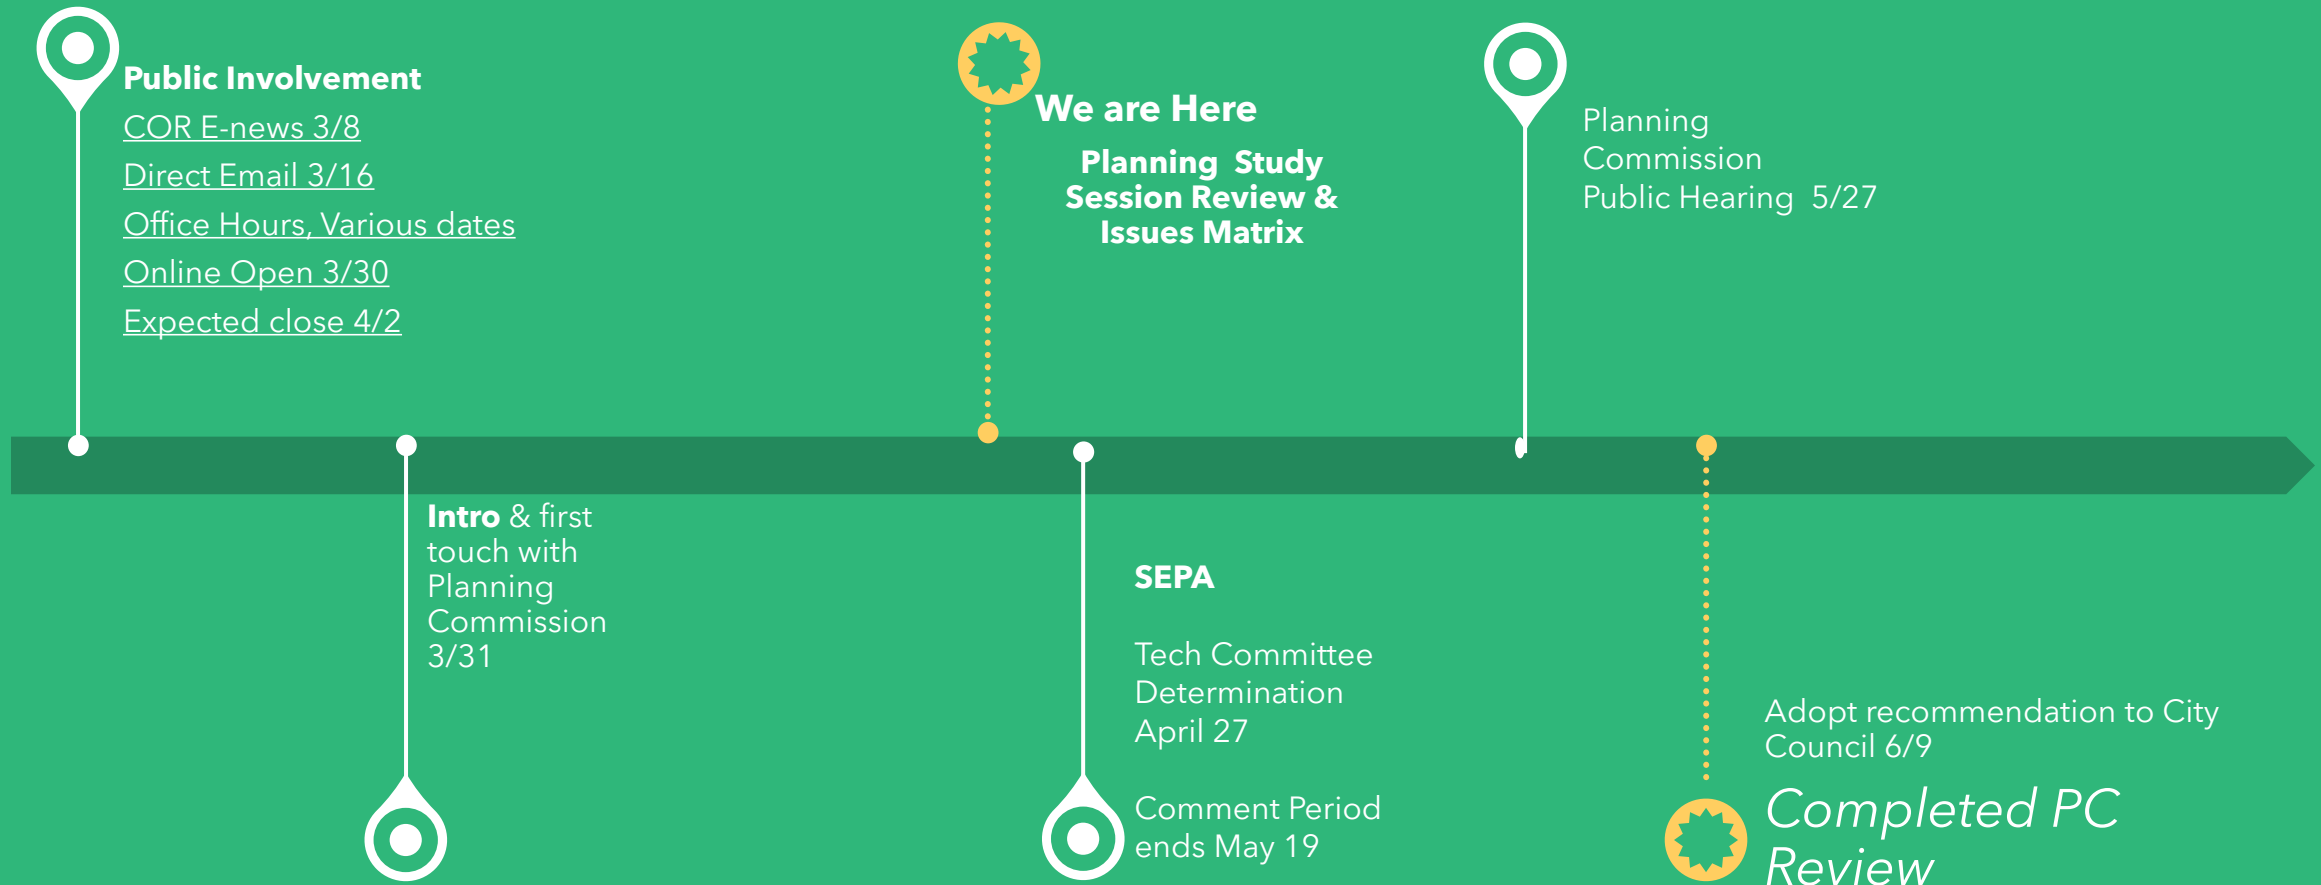 Public Involvement
COR E-news 3/8
Direct Email 3/16
Office Hours, Various dates
Online Open 3/30
Expected close 4/2
Intro & first
touch with
Planning
Commission
3/31
We are Here
Planning  Study
Session Review &
Issues Matrix
SEPA
Tech Committee
Determination
April 27
Comment Period
ends May 19
Planning
Commission
Public Hearing  5/27
Adopt recommendation to City
Council 6/9
Completed PC
Review